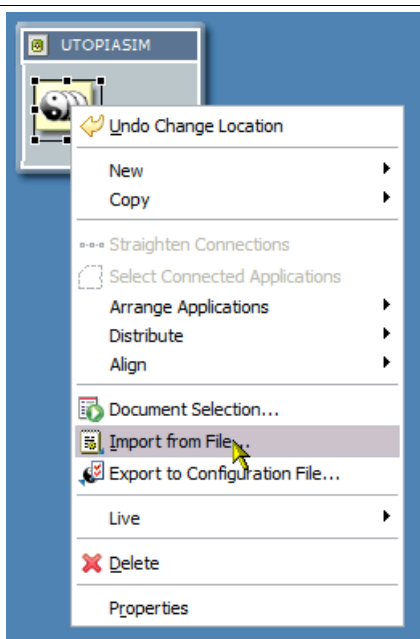 UTOPIASIM
Undo Change Location
New
Copy
Straighten Connections
Select Connected Applications
Arrange Applications
Distribute
Align
Document Selection...
Import from File...
Export to Configuration File...
Live
Delete
Properties